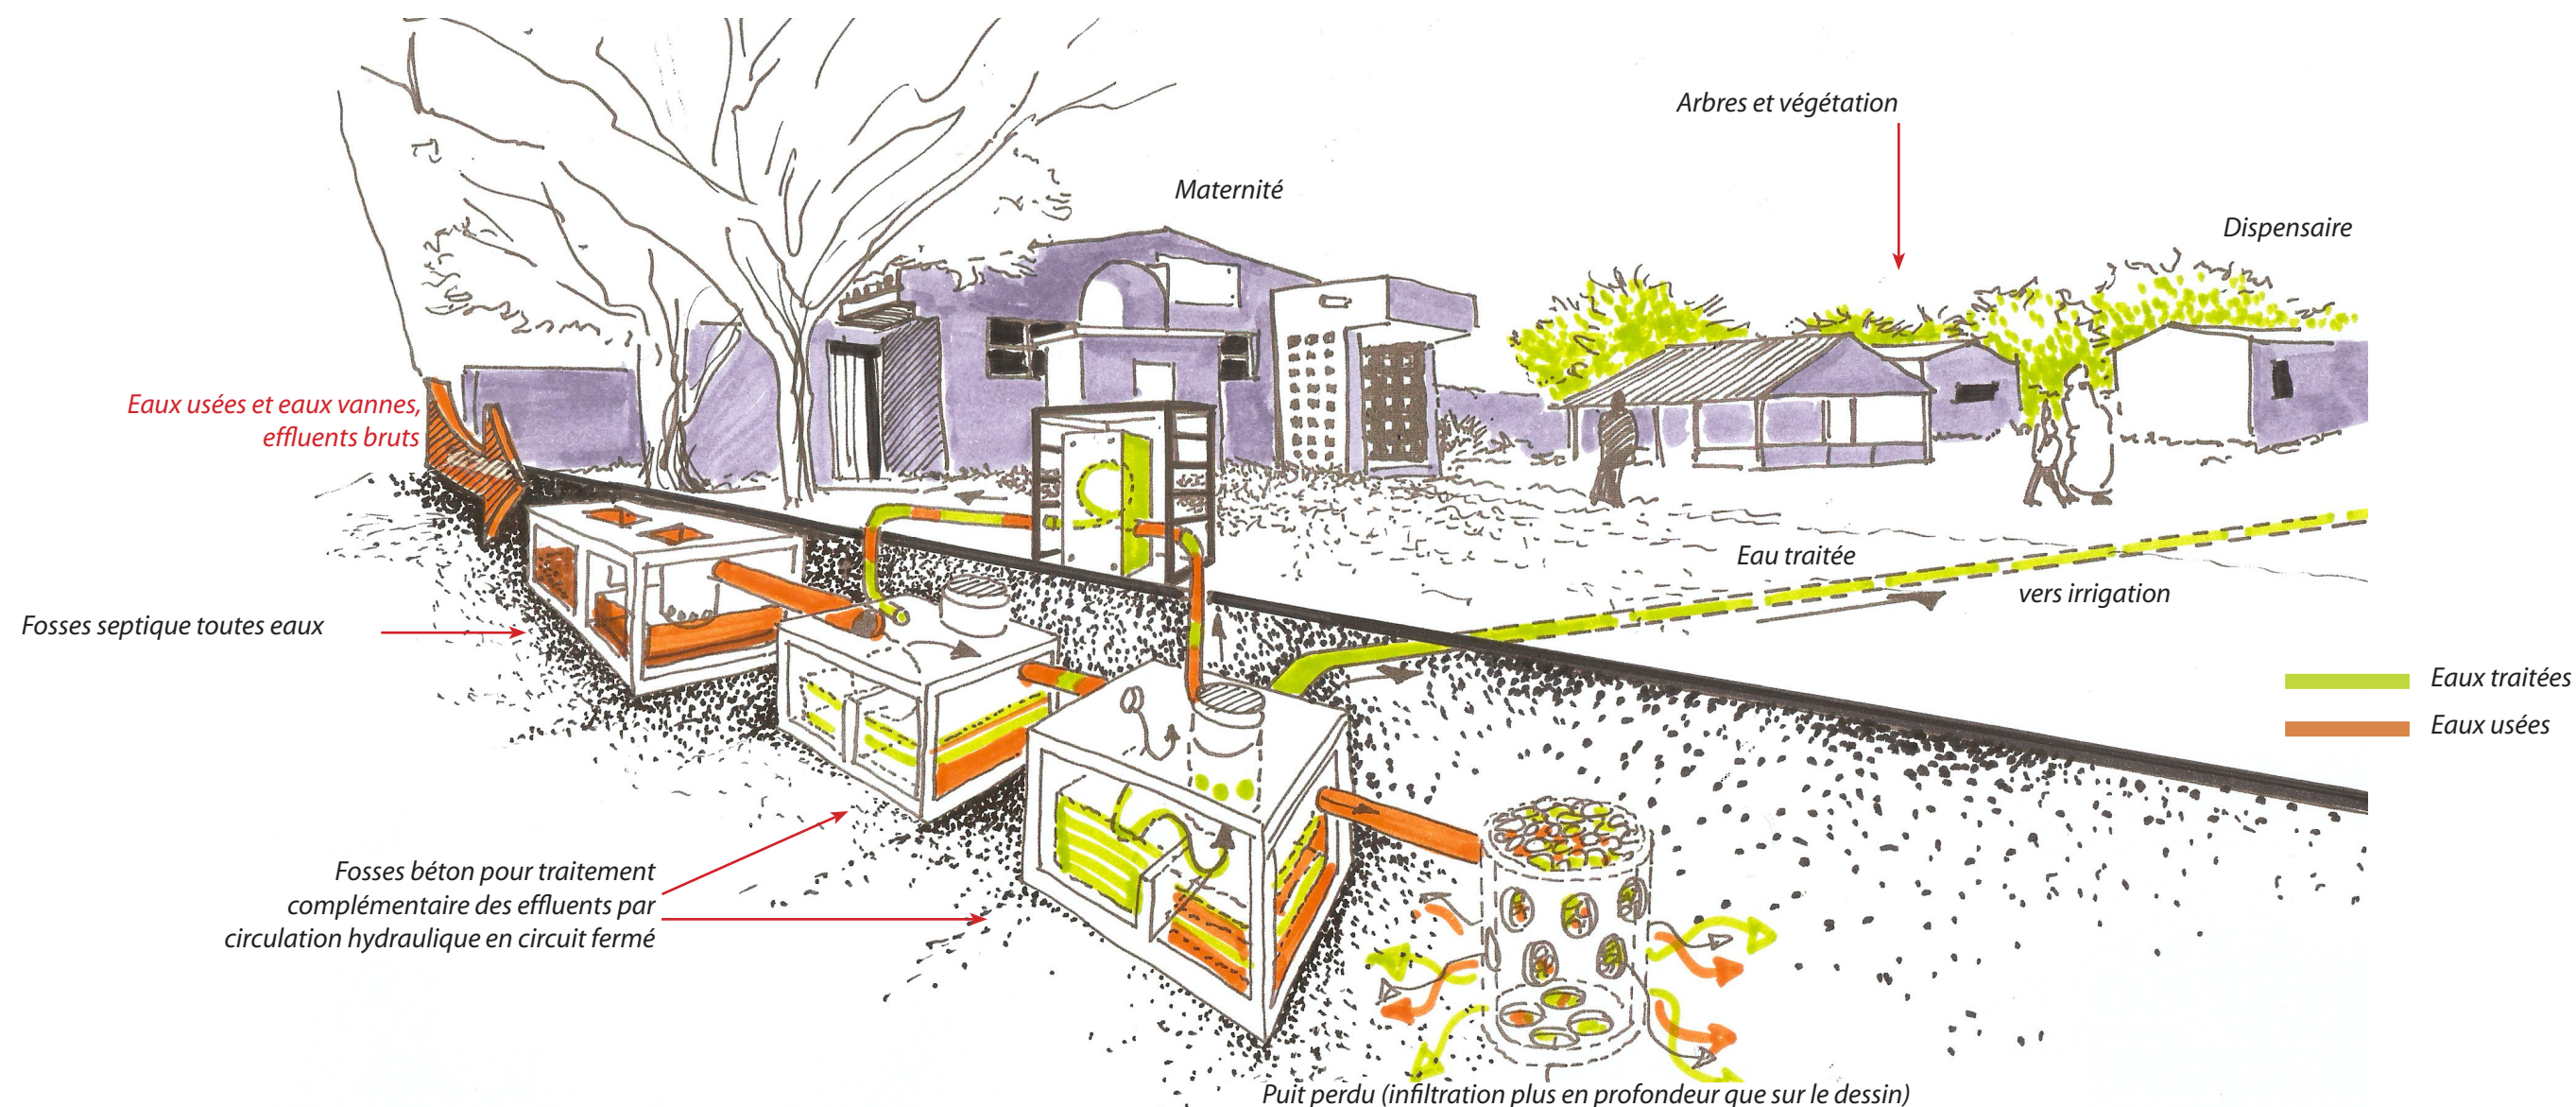 Arbres et végétation
Maternité
Dispensaire
Eaux usées et eaux vannes,
effluents bruts
Eau traitée
vers irrigation
Fosses septique toutes eaux
Eaux traitées
Eaux usées
Fosses béton pour traitement
complémentaire des effluents par
circulation hydraulique en circuit fermé
Puit perdu (infiltration plus en profondeur que sur le dessin)